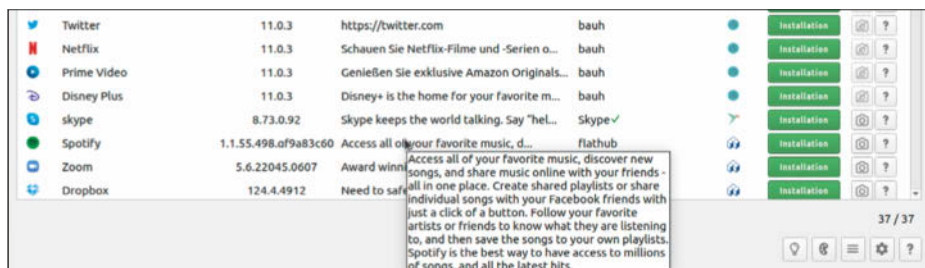 Twitter 11.0.3 https://twitter.com bauh Installation ?
Netflix 11.0.3 Schauen Sie Netflix-Filme und -Serien o... bauh Installation ?
Prime Video 11.0.3 Genießen Sie exklusive Amazon Originals... bauh Installation ?
Disney Plus 11.0.3 Disney+ is the home for your favorite m... bauh Installation ?
skype 8.73.0.92 Skype keeps the world talking. Say "hel... Skype✓ Installation ?
Spotify 1.1.55.498.gf9a83c60 Access all of your favorite music, d... flathub Installation ?
Zoom 5.6.22045.0607 Award winni Installation ?
Dropbox 124.4.4912 Need to safe Installation ?
Access all of your favorite music, discover new
songs, and share music online with your friends -
all in one place. Create shared playlists or share
individual songs with your Facebook friends with
just a click of a button. Follow your favorite
artists or friends to know what they are listening
to, and then save the songs to your own playlists.
Spotify is the best way to have access to millions
of songs, and all the latest hits.
37 / 37
?